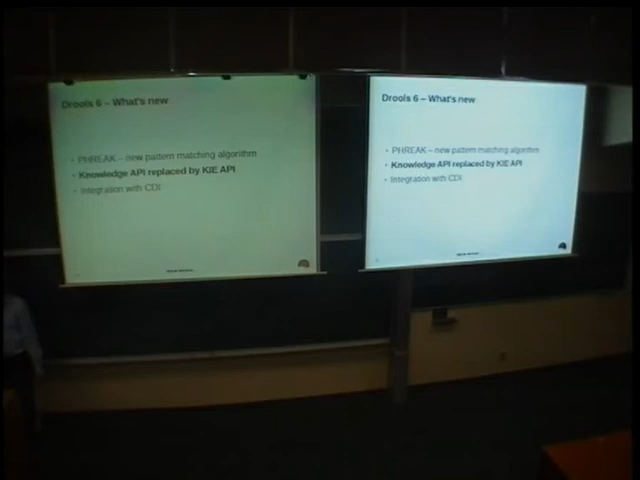 Drools 6 – What's new
• PHREAK – new pattern matching algorithm
• Knowledge API replaced by KIE API
• Integration with CDI
Drools 6 – What's new
• PHREAK – new pattern matching algorithm
• Knowledge API replaced by KIE API
• Integration with CDI